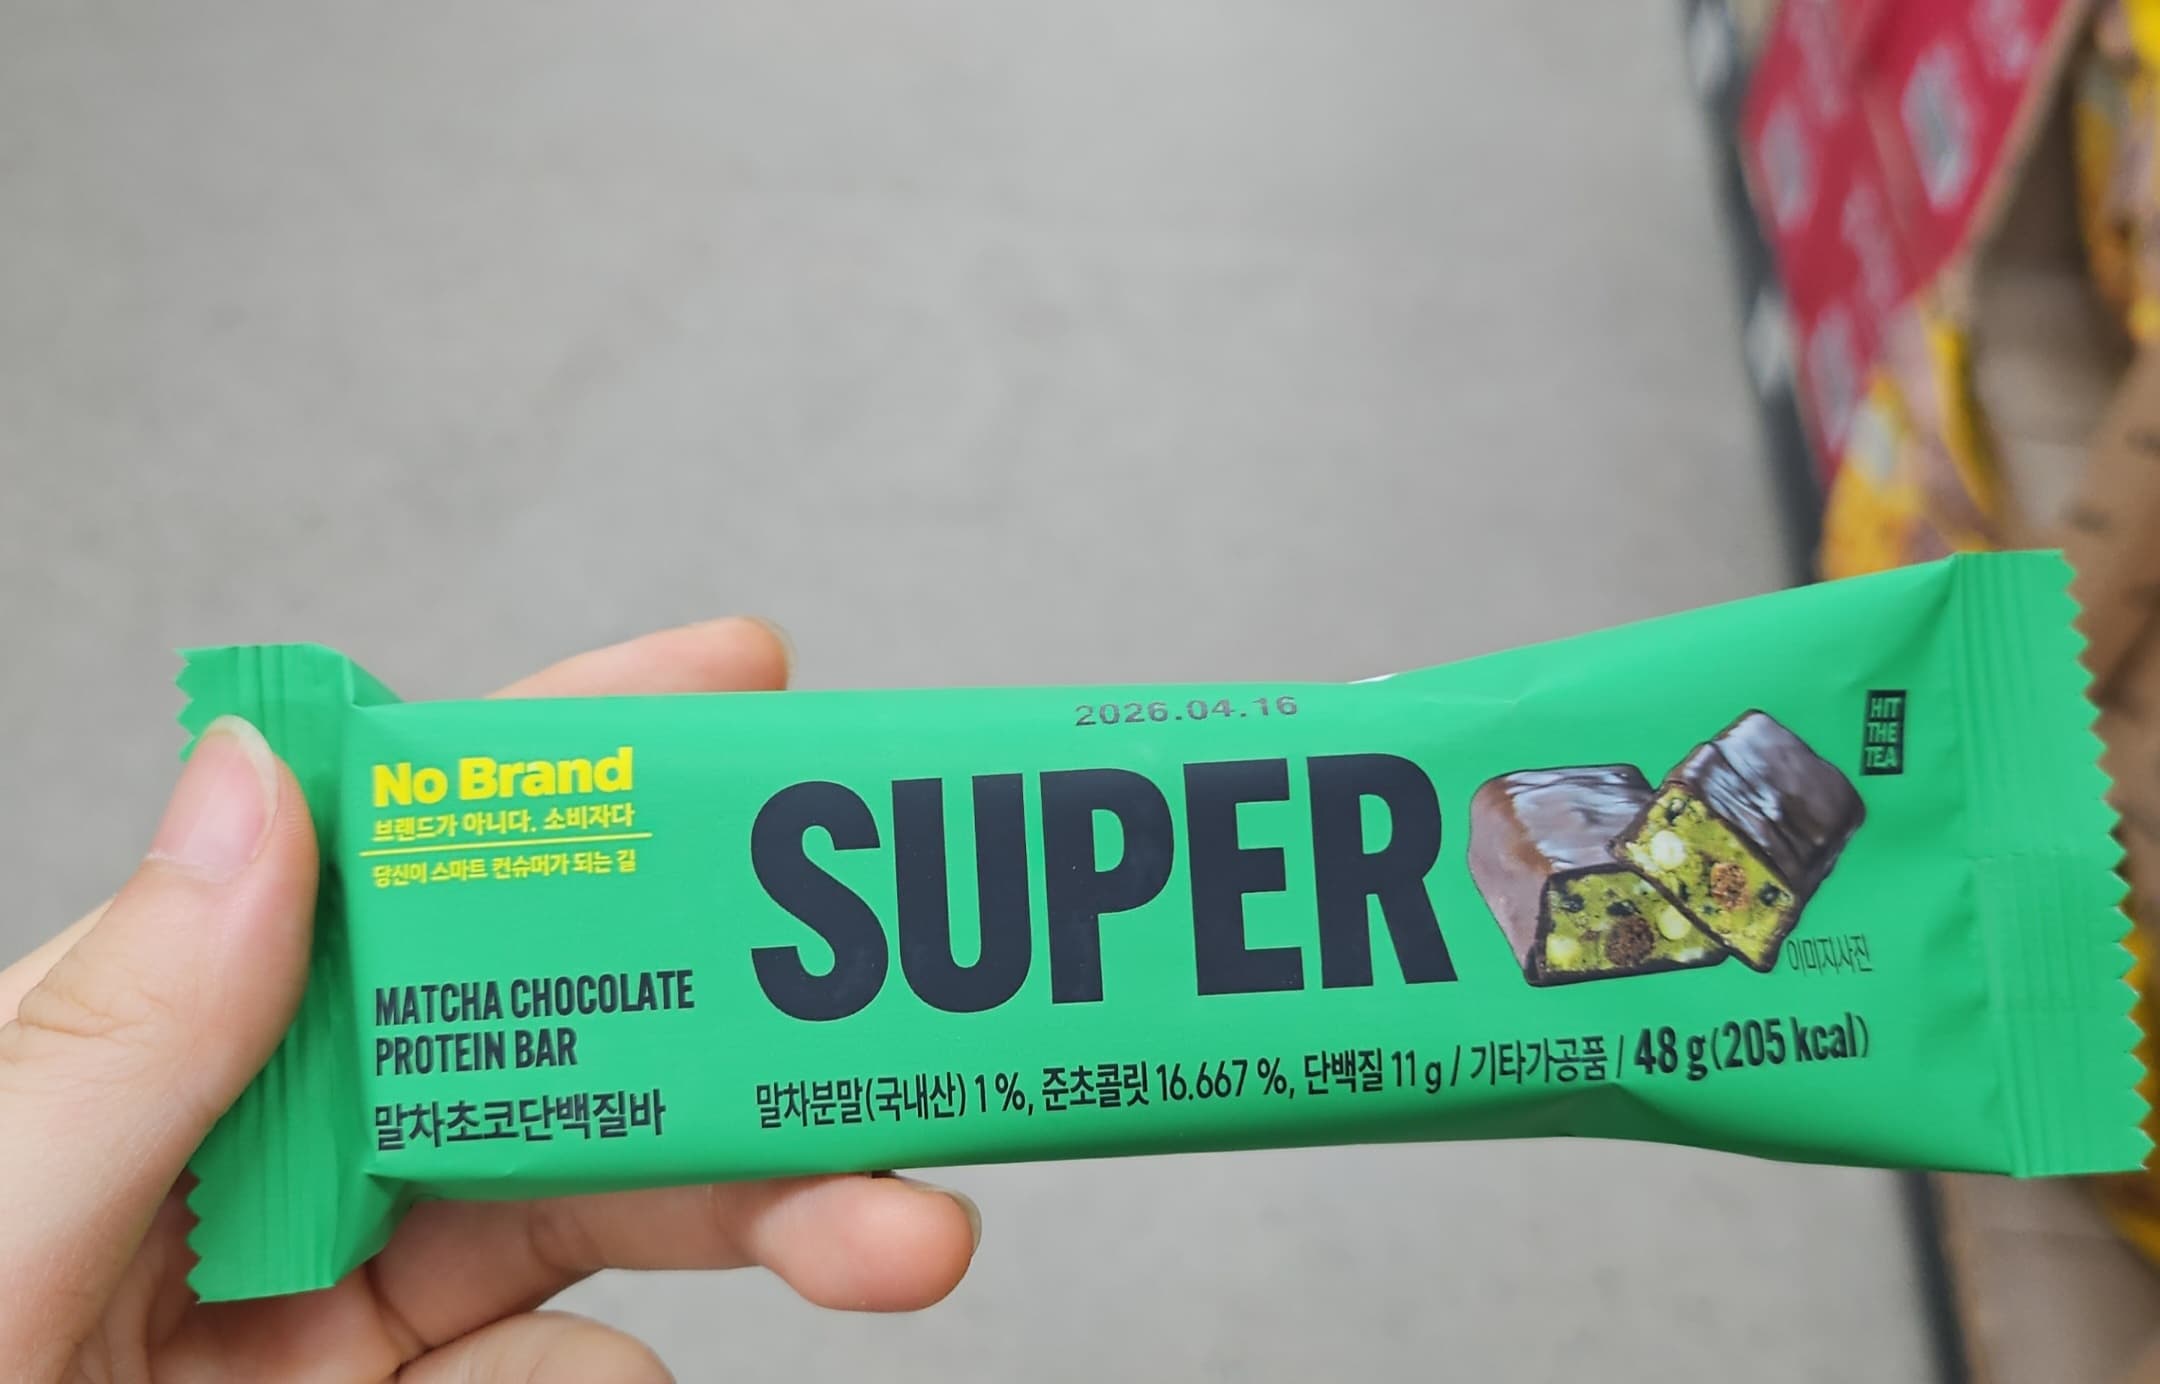 2026.04.16
No Brand
브랜드가 아니다. 소비자다
당신이 스마트 컨슈머가 되는 길
MATCHA CHOCOLATE
PROTEIN BAR
말차초코단백질바
SUPER
HIT
THE
TEA
이미지사진
말차분말(국내산) 1 %, 준초콜릿 16.667 %, 단백질 11 g / 기타가공품 / 48 g(205 kcal)